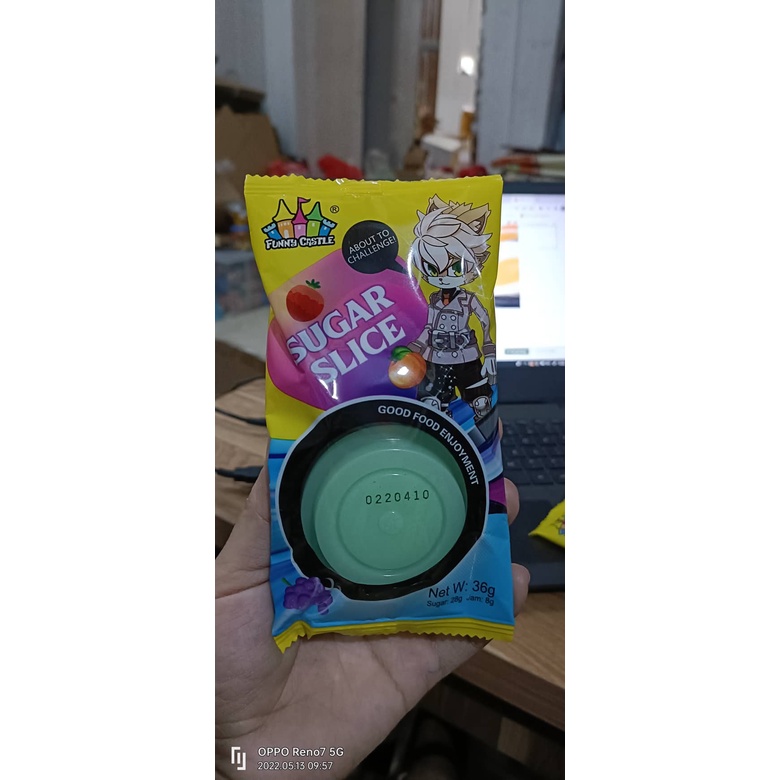 FUNNY CASTLE ®
ABOUT TO
CHALLENGE!
SUGAR
SLICE
GOOD FOOD ENJOYMENT
0220410
Net W: 36g
Sugar: 28g Jam: 8g
OPPO Reno7 5G
2022.05.13 09:57